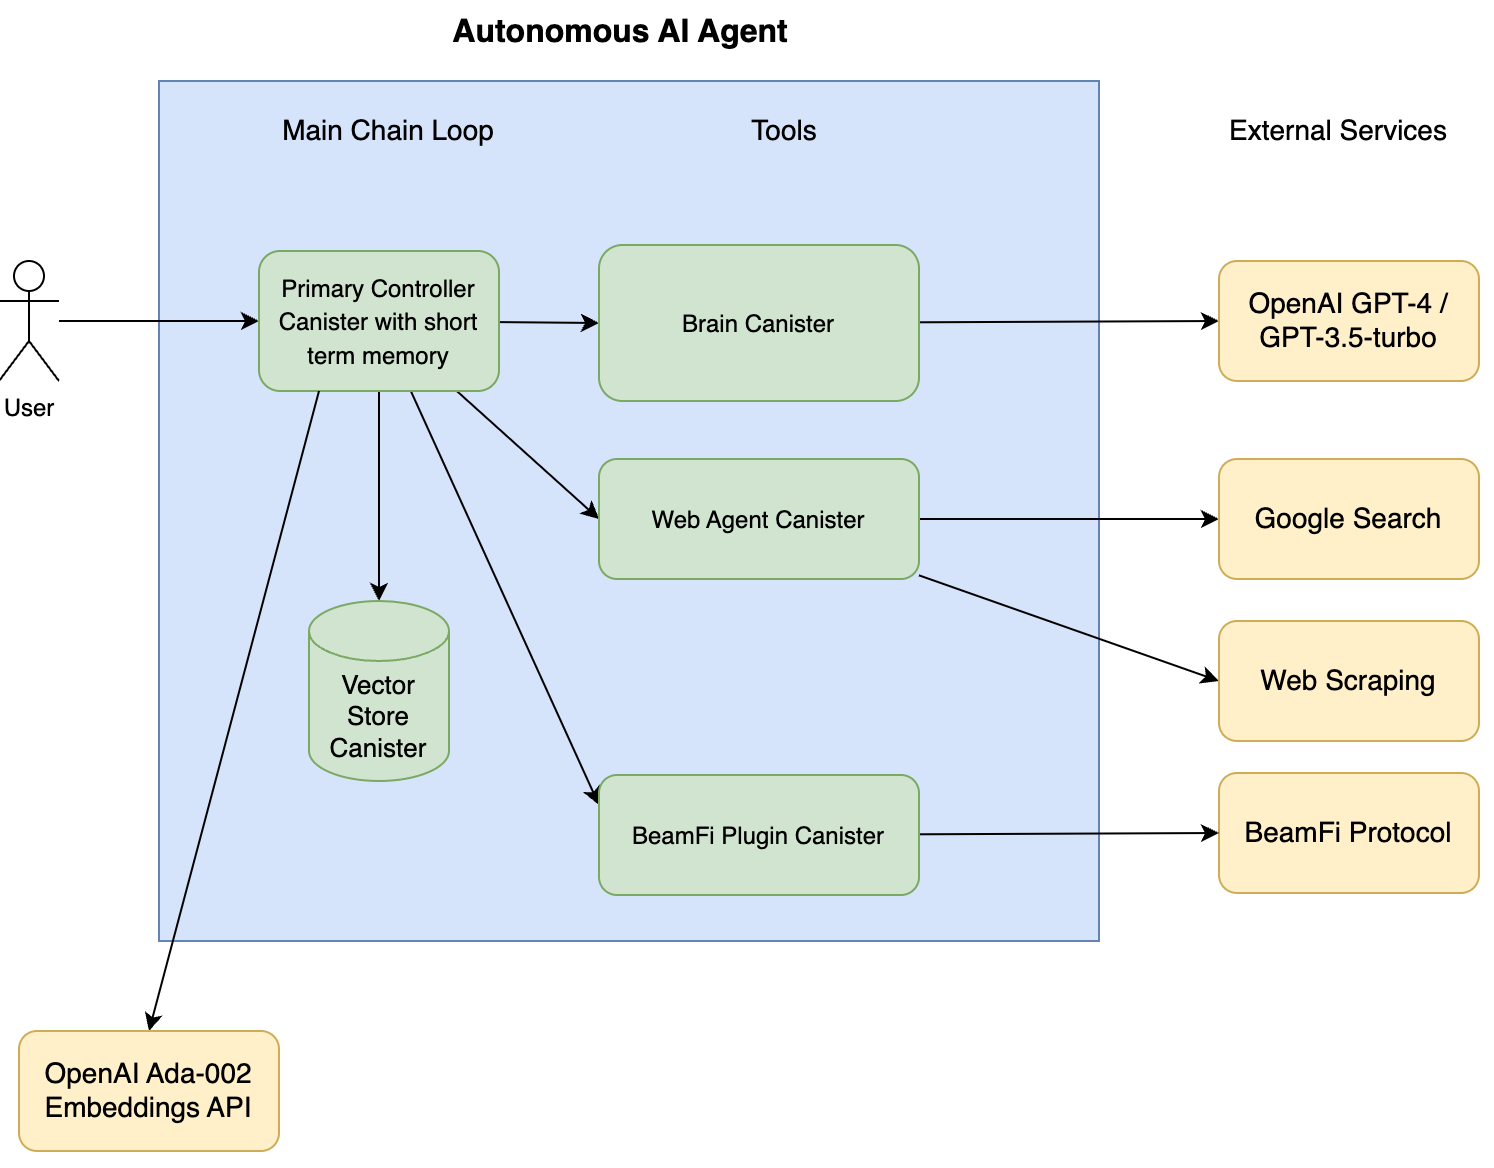 Autonomous AI Agent
Main Chain Loop
Tools
External Services
Primary Controller
Canister with short
term memory
Brain Canister
OpenAI GPT-4 /
GPT-3.5-turbo
User
Web Agent Canister
Google Search
Vector
Store
Canister
Web Scraping
BeamFi Plugin Canister
BeamFi Protocol
OpenAI Ada-002
Embeddings API